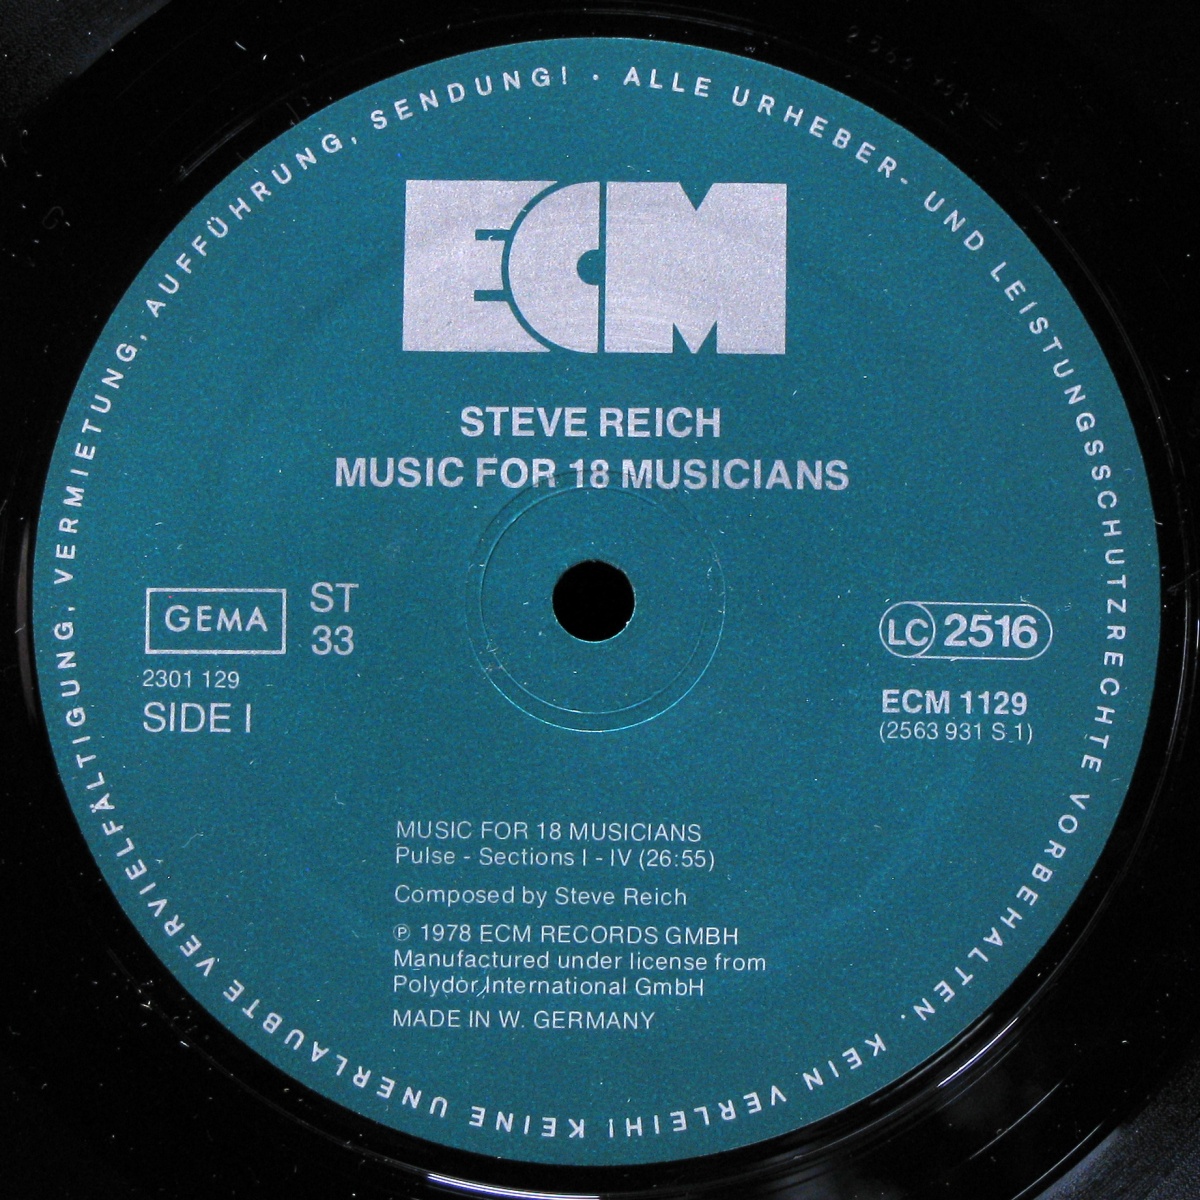 ALLE URHEBER- UND LEISTUNGSSCHUTZRECHTE VORBEHALTEN · KEIN VERLEIH! KEINE UNERLAUBTE VERVIELFÄLTIGUNG, VERMIETUNG, AUFFÜHRUNG, SENDUNG! ·
ECM
STEVE REICH
MUSIC FOR 18 MUSICIANS
GEMA
ST
33
2301 129
SIDE I
LC 2516
ECM 1129
(2563 931 S 1)
MUSIC FOR 18 MUSICIANS
Pulse - Sections I - IV (26:55)
Composed by Steve Reich
℗ 1978 ECM RECORDS GMBH
Manufactured under license from
Polydor International GmbH
MADE IN W. GERMANY